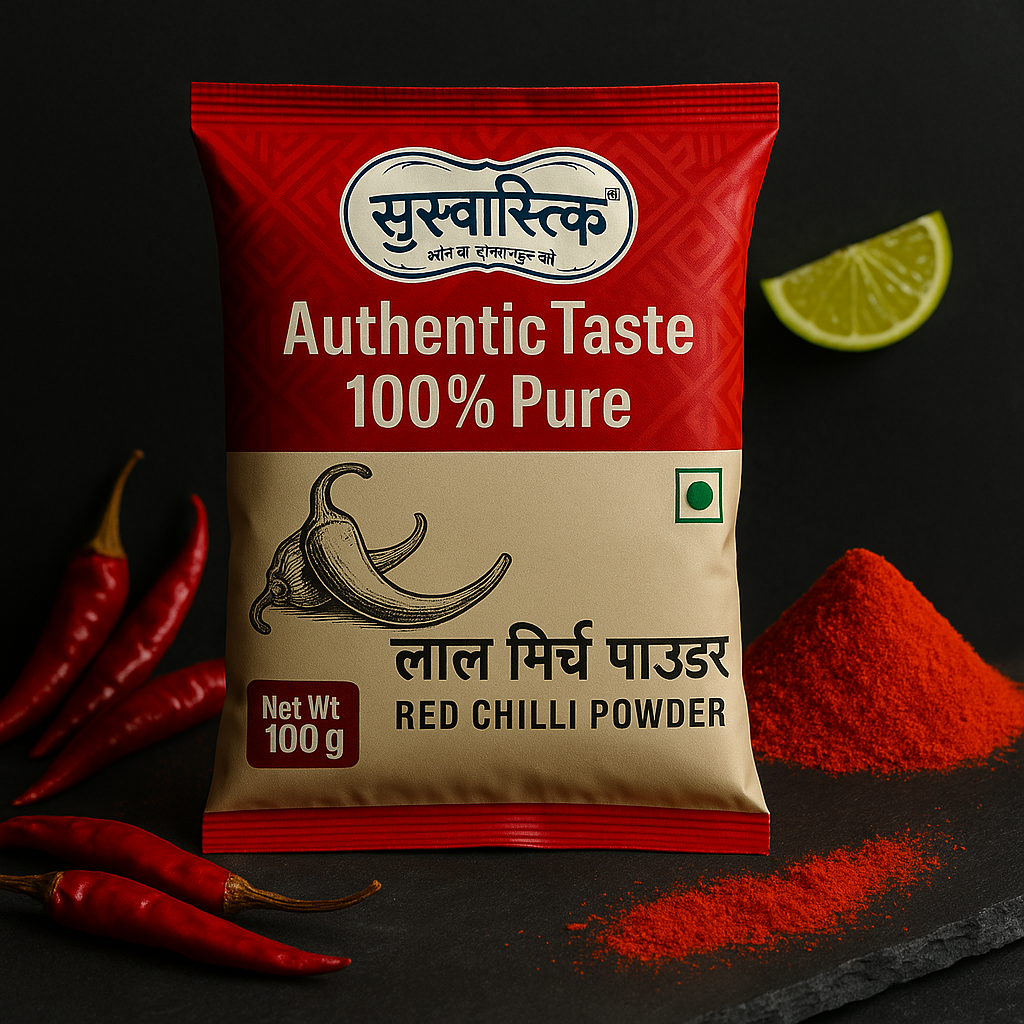 सुस्वास्तिक
Authentic Taste
100% Pure
लाल मिर्च पाउडर
RED CHILLI POWDER
Net Wt
100 g